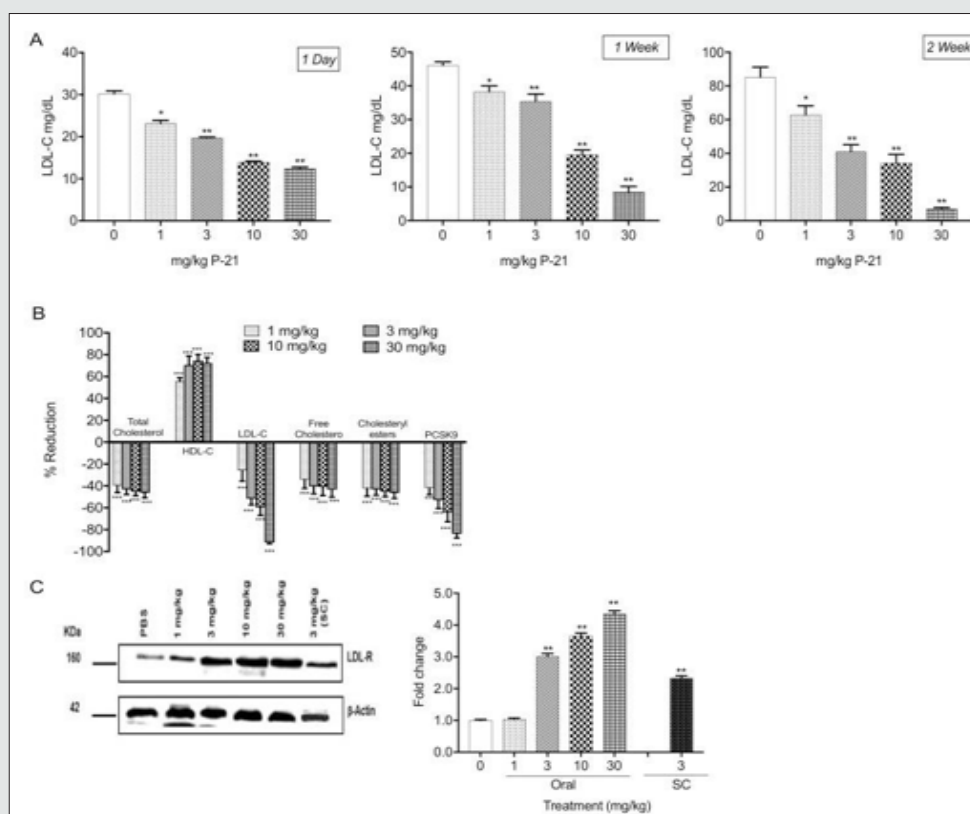 A
1 Day
LDL-C mg/dL
40
30
20
10
0
*
**
**
**
0 1 3 10 30
mg/kg P-21
1 Week
LDL-C mg/dL
50
40
30
20
10
0
*
**
**
**
0 1 3 10 30
mg/kg P-21
2 Week
LDL-C mg/dL
100
80
60
40
20
0
*
**
**
**
0 1 3 10 30
mg/kg P-21
B
1 mg/kg 3 mg/kg
10 mg/kg 30 mg/kg
% Reduction
100
80
60
40
20
0
-20
-40
-60
-80
-100
Total
Cholesterol
HDL-C
LDL-C
Free
Cholestero
Cholesteryl
esters
PCSK9
*** *** *** ***
*** *** *** ***
*** *** *** ***
*** *** *** ***
*** *** *** ***
*** *** *** ***
C
KDa
PBS
1 mg/kg
3 mg/kg
10 mg/kg
30 mg/kg
3 mg/kg
(SC)
160
LDL-R
42
β-Actin
Fold change
5.0
4.0
3.0
2.0
1.0
0.0
**
**
**
**
0 1 3 10 30 3
Oral SC
Treatment (mg/kg)